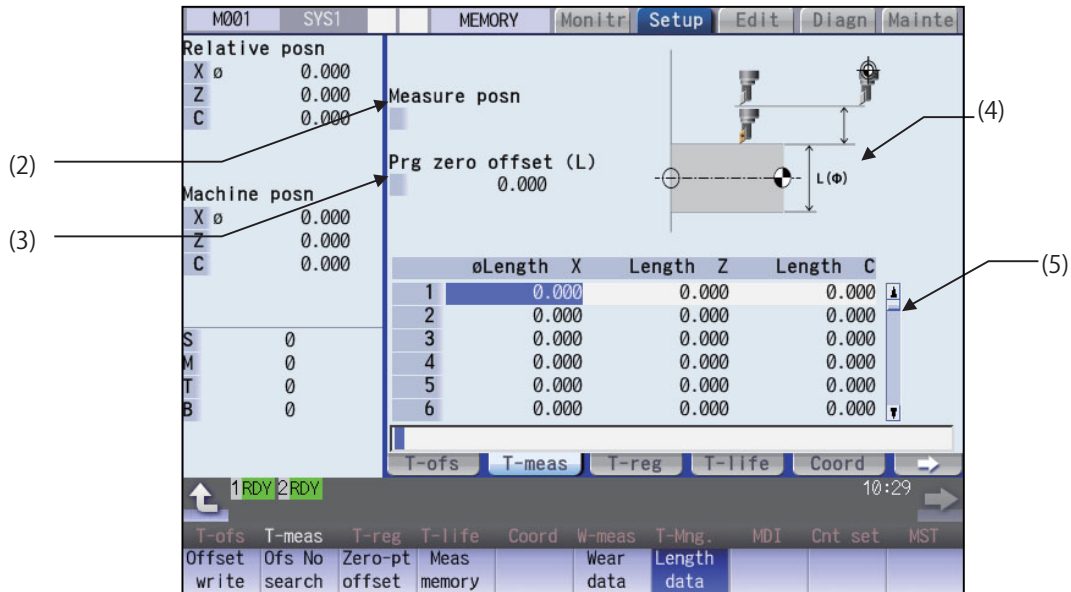 M001 SYS1 MEMORY Monitr Setup Edit Diagn Mainte
Relative posn
X ø 0.000
Z 0.000
C 0.000
Machine posn
X ø 0.000
Z 0.000
C 0.000
S 0
M 0
T 0
B 0
(2)
(3)
Measure posn
Prg zero offset (L)
0.000
L(Φ)
(4)
(5)
øLength X Length Z Length C
1 0.000 0.000 0.000
2 0.000 0.000 0.000
3 0.000 0.000 0.000
4 0.000 0.000 0.000
5 0.000 0.000 0.000
6 0.000 0.000 0.000
T-ofs T-meas T-reg T-life Coord
1 RDY 2 RDY 10:29
T-ofs T-meas T-reg T-life Coord W-meas T-Mng. MDI Cnt set MST
Offset write
Ofs No search
Zero-pt offset
Meas memory
Wear data
Length data